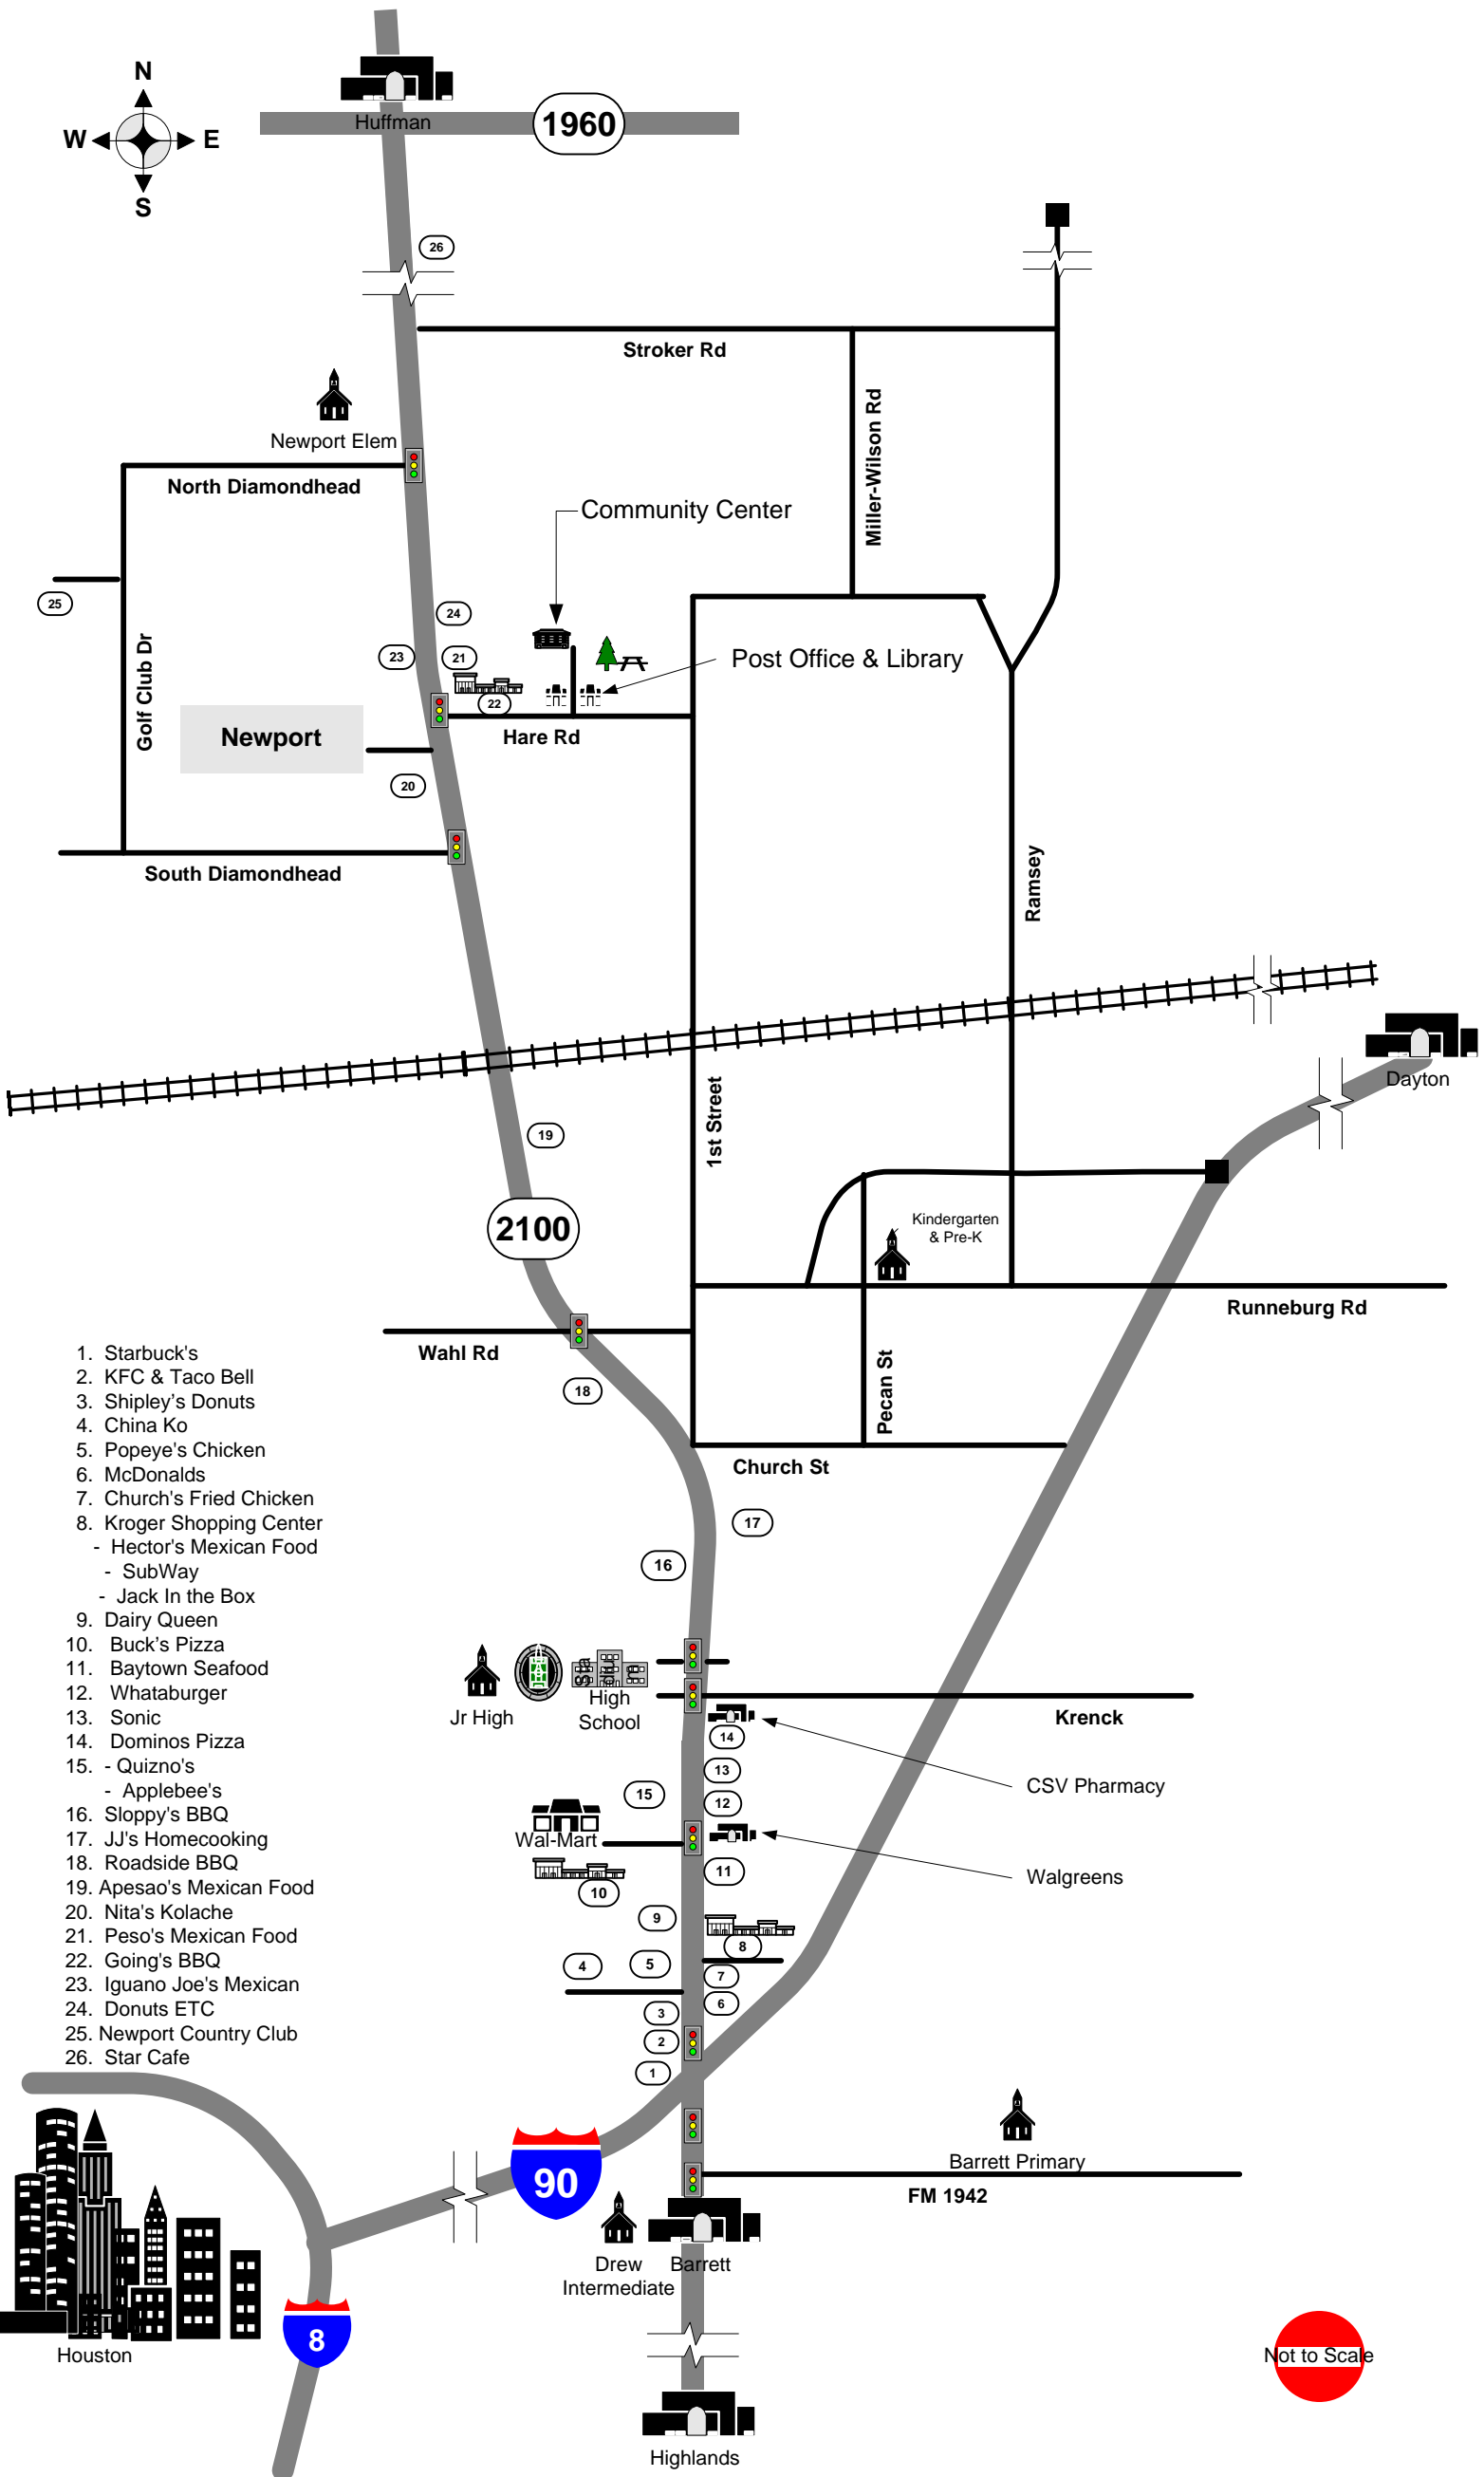 N
W E
S
Huffman
1960
26
Stroker Rd
Miller-Wilson Rd
Newport Elem
North Diamondhead
Community Center
25
24
23
21
Post Office & Library
22
Golf Club Dr
Newport
Hare Rd
20
South Diamondhead
Ramsey
Dayton
1st Street
19
2100
Kindergarten
& Pre-K
Runneburg Rd
Wahl Rd
18
Pecan St
Church St
17
16
1. Starbuck's
2. KFC & Taco Bell
3. Shipley's Donuts
4. China Ko
5. Popeye's Chicken
6. McDonalds
7. Church's Fried Chicken
8. Kroger Shopping Center
- Hector's Mexican Food
- SubWay
- Jack In the Box
9. Dairy Queen
10. Buck's Pizza
11. Baytown Seafood
12. Whataburger
13. Sonic
14. Dominos Pizza
15. - Quizno's
- Applebee's
16. Sloppy's BBQ
17. JJ's Homecooking
18. Roadside BBQ
19. Apesao's Mexican Food
20. Nita's Kolache
21. Peso's Mexican Food
22. Going's BBQ
23. Iguano Joe's Mexican
24. Donuts ETC
25. Newport Country Club
26. Star Cafe
Jr High
Sta
diu
m
High
School
Krenck
14
13
CSV Pharmacy
15
12
Wal-Mart
11
Walgreens
10
9
8
5
4
7
6
3
2
1
90
Barrett Primary
FM 1942
Drew
Intermediate
Barrett
8
Houston
Not to Scale
Highlands